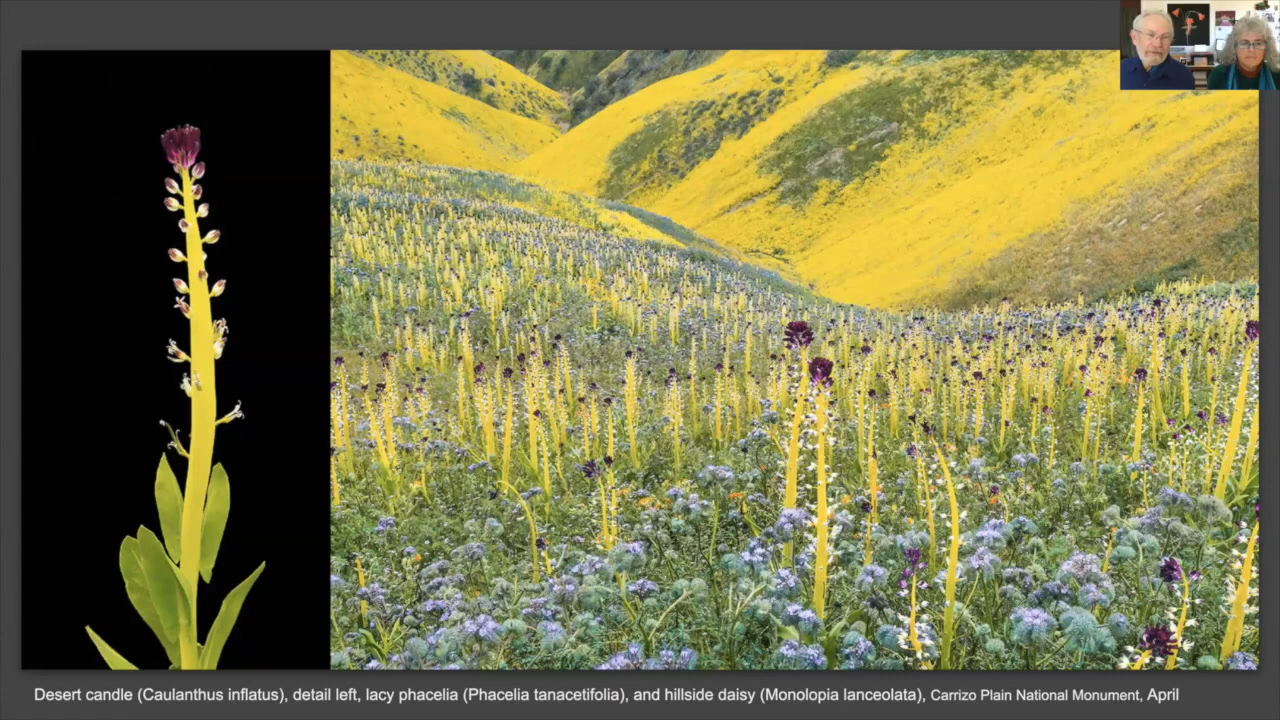 Desert candle (Caulanthus inflatus), detail left, lacy phacelia (Phacelia tanacetifolia), and hillside daisy (Monolopia lanceolata), Carrizo Plain National Monument, April